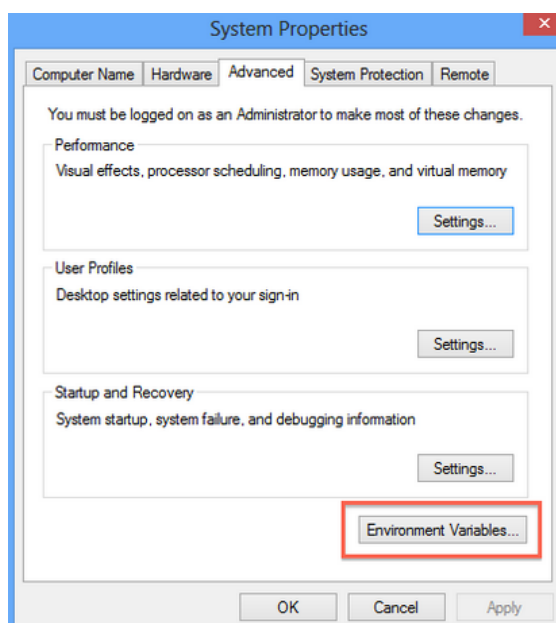 System Properties
Computer Name Hardware Advanced System Protection Remote
You must be logged on as an Administrator to make most of these changes.
Performance
Visual effects, processor scheduling, memory usage, and virtual memory
Settings...
User Profiles
Desktop settings related to your sign-in
Settings...
Startup and Recovery
System startup, system failure, and debugging information
Settings...
Environment Variables...
OK Cancel Apply